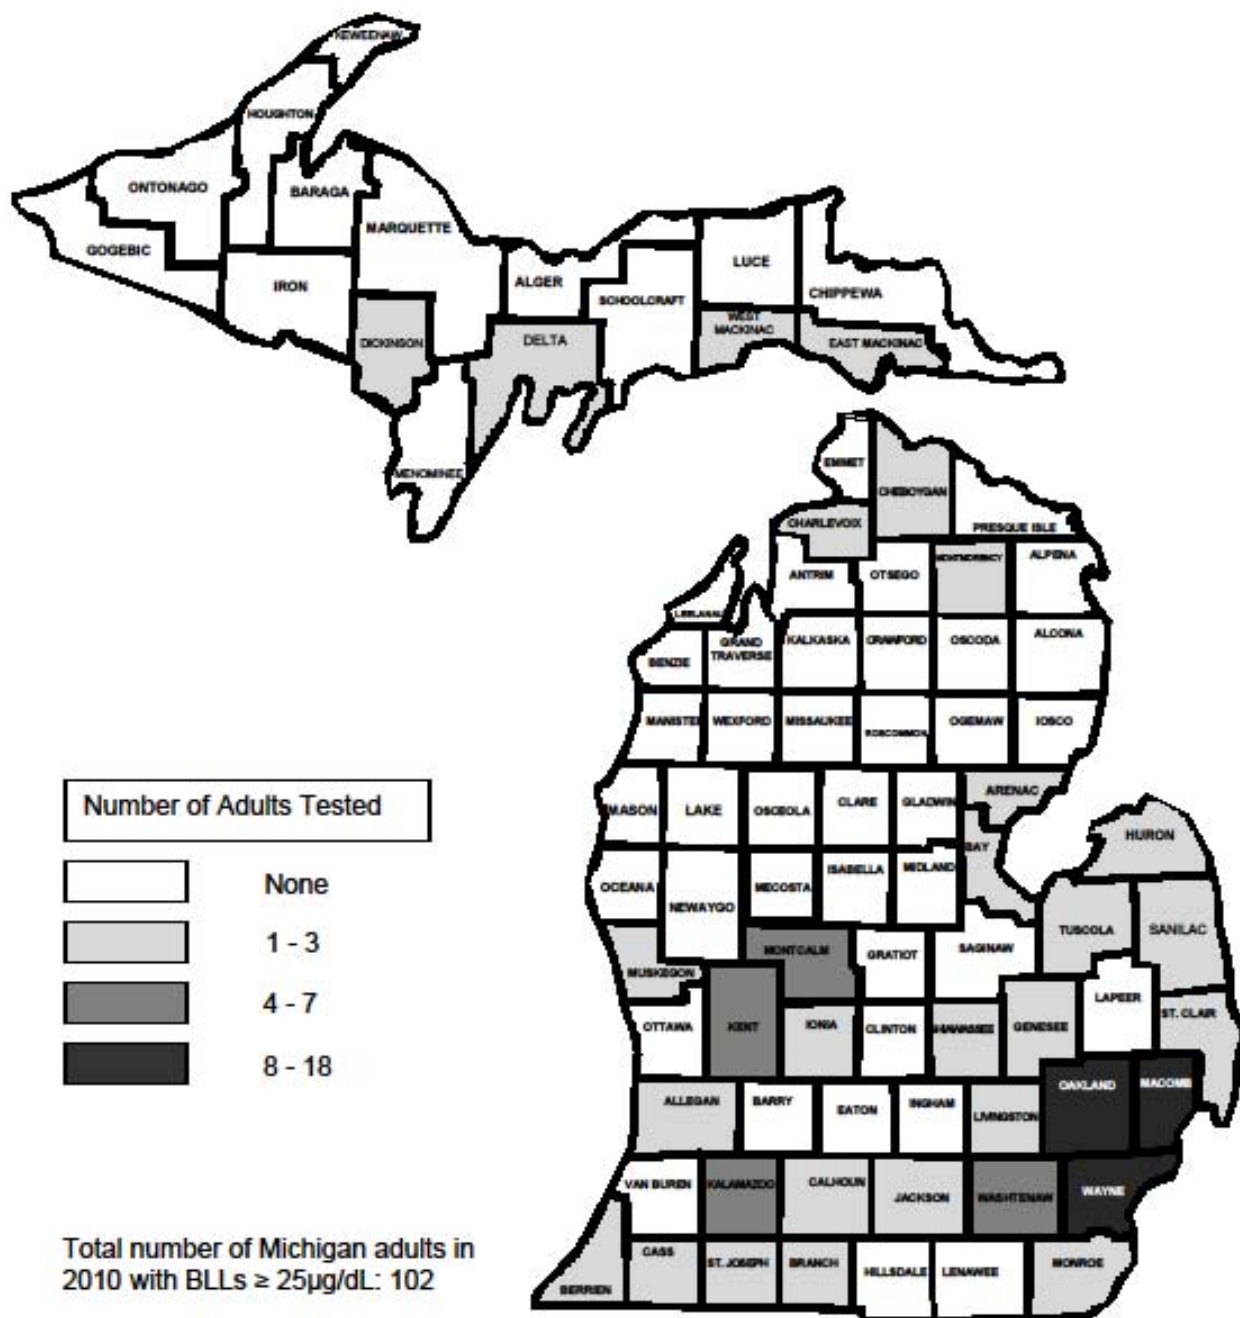 KEWEENAW
HOUGHTON
ONTONAGO
BARAGA
MARQUETTE
GOGEBIC
IRON
ALGER
LUCE
SCHOOLCRAFT
CHIPPEWA
WEST
MACKINAC
DICKINSON
DELTA
EAST MACKINAC
MENOMINEE
EMMET
CHEBOYGAN
CHARLEVOIX
PRESQUE ISLE
ANTRIM
OTSEGO
MONTMORENCY
ALPENA
LEELANAU
BENZIE
GRAND
TRAVERSE
KALKASKA
CRAWFORD
OSCODA
ALCONA
MANISTEE
WEXFORD
MISSAUKEE
ROSCOMMON
OGEMAW
IOSCO
Number of Adults Tested
None
1 - 3
4 - 7
8 - 18
MASON
LAKE
OSCEOLA
CLARE
GLADWIN
ARENAC
HURON
OCEANA
NEWAYGO
MECOSTA
ISABELLA
MIDLAND
BAY
TUSCOLA
SANILAC
MUSKEGON
MONTCALM
GRATIOT
SAGINAW
LAPEER
ST. CLAIR
OTTAWA
KENT
IONIA
CLINTON
SHIAWASSEE
GENESEE
OAKLAND
MACOMB
ALLEGAN
BARRY
EATON
INGHAM
LIVINGSTON
VAN BUREN
KALAMAZOO
CALHOUN
JACKSON
WASHTENAW
WAYNE
BERRIEN
CASS
ST. JOSEPH
BRANCH
HILLSDALE
LENAWEE
MONROE
Total number of Michigan adults in
2010 with BLLs ≥ 25µg/dL: 102